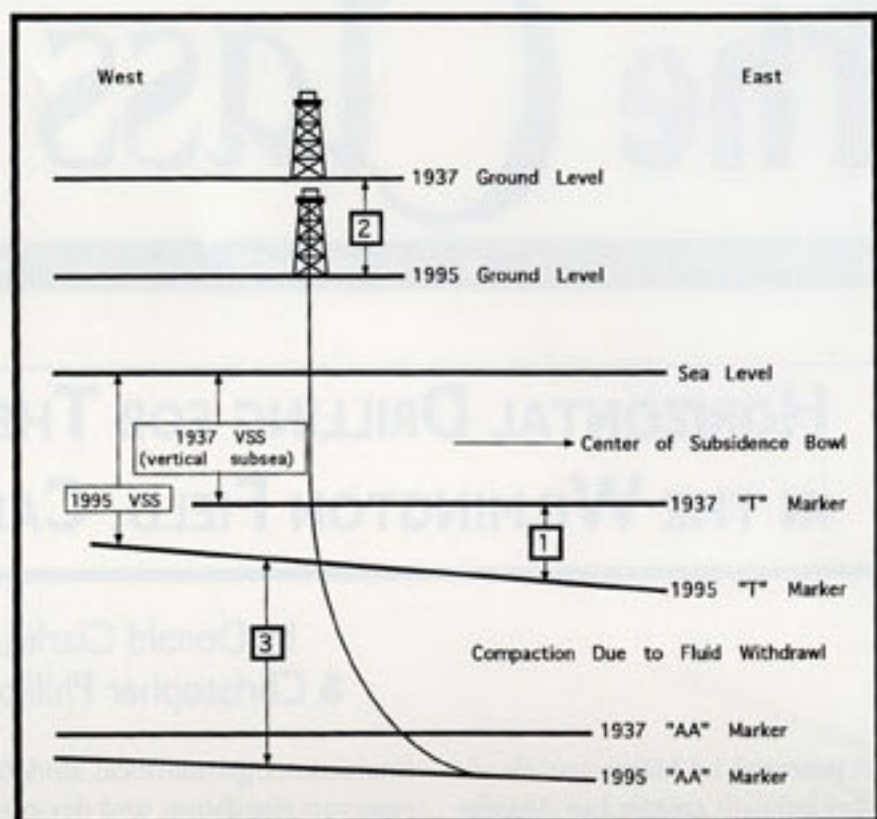 West East
1937 Ground Level
2
1995 Ground Level
Sea Level
1937 VSS
(vertical subsea)
Center of Subsidence Bowl
1995 VSS
1937 "T" Marker
1
1995 "T" Marker
3
Compaction Due to Fluid Withdrawl
1937 "AA" Marker
1995 "AA" Marker